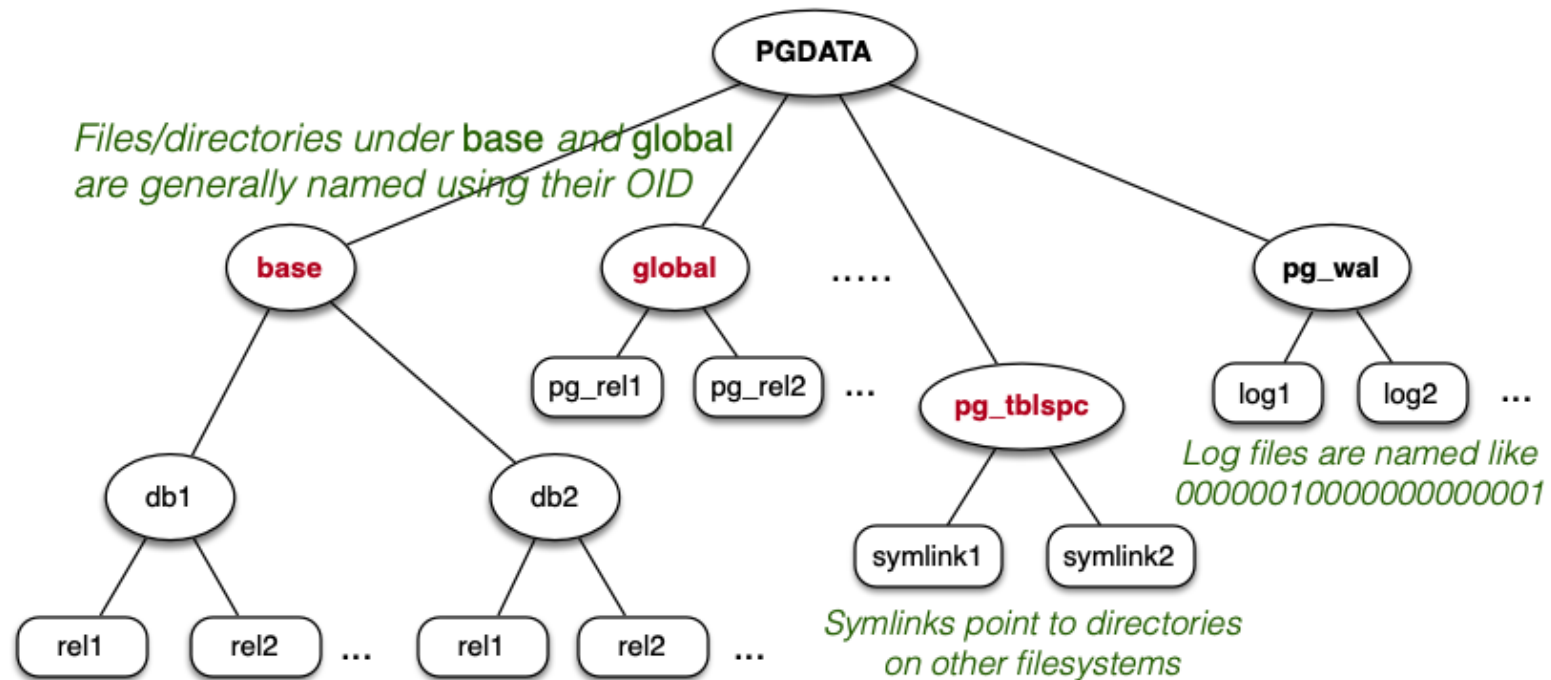 PGDATA
Files/directories under base and global
are generally named using their OID
base
global
.....
pg_wal
pg_rel1
pg_rel2
...
pg_tblspc
log1
log2
...
Log files are named like
00000010000000000001
db1
db2
symlink1
symlink2
rel1
rel2
...
rel1
rel2
...
Symlinks point to directories
on other filesystems